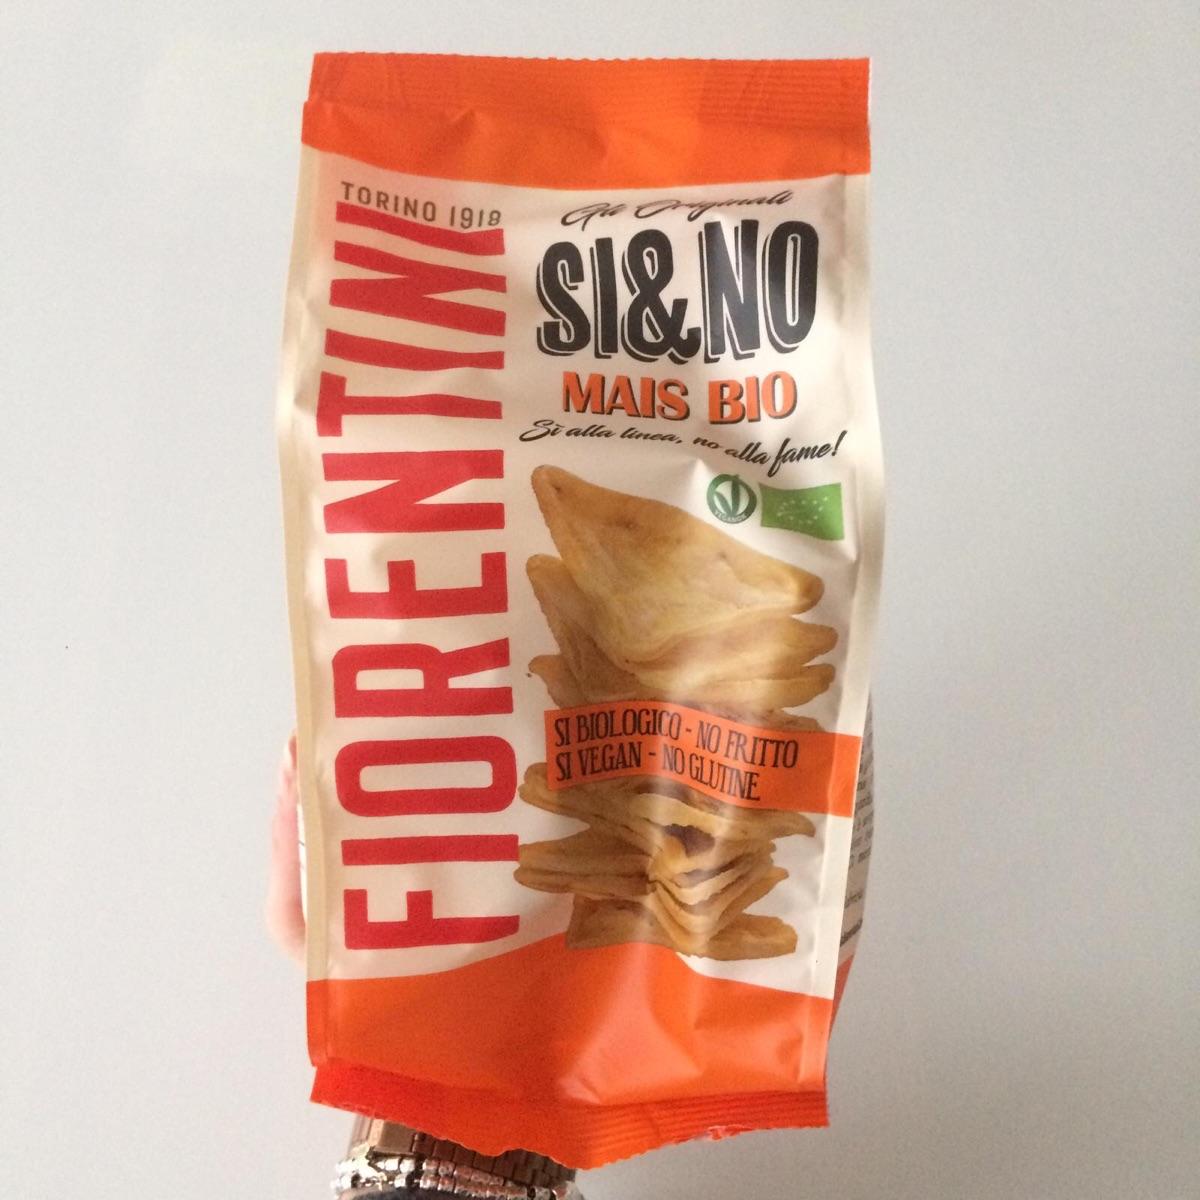 TORINO 1918
FIORENTINI
Gli Originali
SI&NO
MAIS BIO
Sì alla linea, no alla fame!
VEGANOK
SI BIOLOGICO - NO FRITTO
SI VEGAN - NO GLUTINE